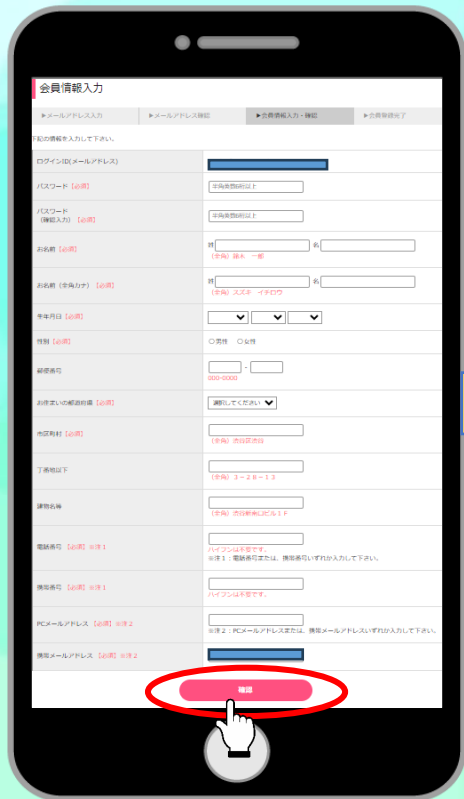 会員情報入力
▶メールアドレス入力 ▶メールアドレス確認 ▶会員情報入力・確認 ▶会員登録完了
下記の情報を入力して下さい。
ログインID(メールアドレス)
パスワード【必須】 半角英数8桁以上
パスワード
(確認入力)【必須】 半角英数8桁以上
お名前【必須】 姓 名
(全角) 鈴木 一郎
お名前(全角カナ)【必須】 姓 名
(全角) スズキ イチロウ
生年月日【必須】
性別【必須】 ○男性 ○女性
郵便番号 -
000-0000
お住まいの都道府県【必須】 選択してください
市区町村【必須】
(全角) 渋谷区渋谷
丁番地以下
(全角) 3-28-13
建物名等
(全角) 渋谷新南口ビル1F
電話番号【必須】※注1
ハイフンは不要です。
※注1:電話番号または、携帯番号いずれか入力して下さい。
携帯番号【必須】※注1
ハイフンは不要です。
PCメールアドレス【必須】※注2
※注2:PCメールアドレスまたは、携帯メールアドレスいずれか入力して下さい。
携帯メールアドレス【必須】※注2
確認